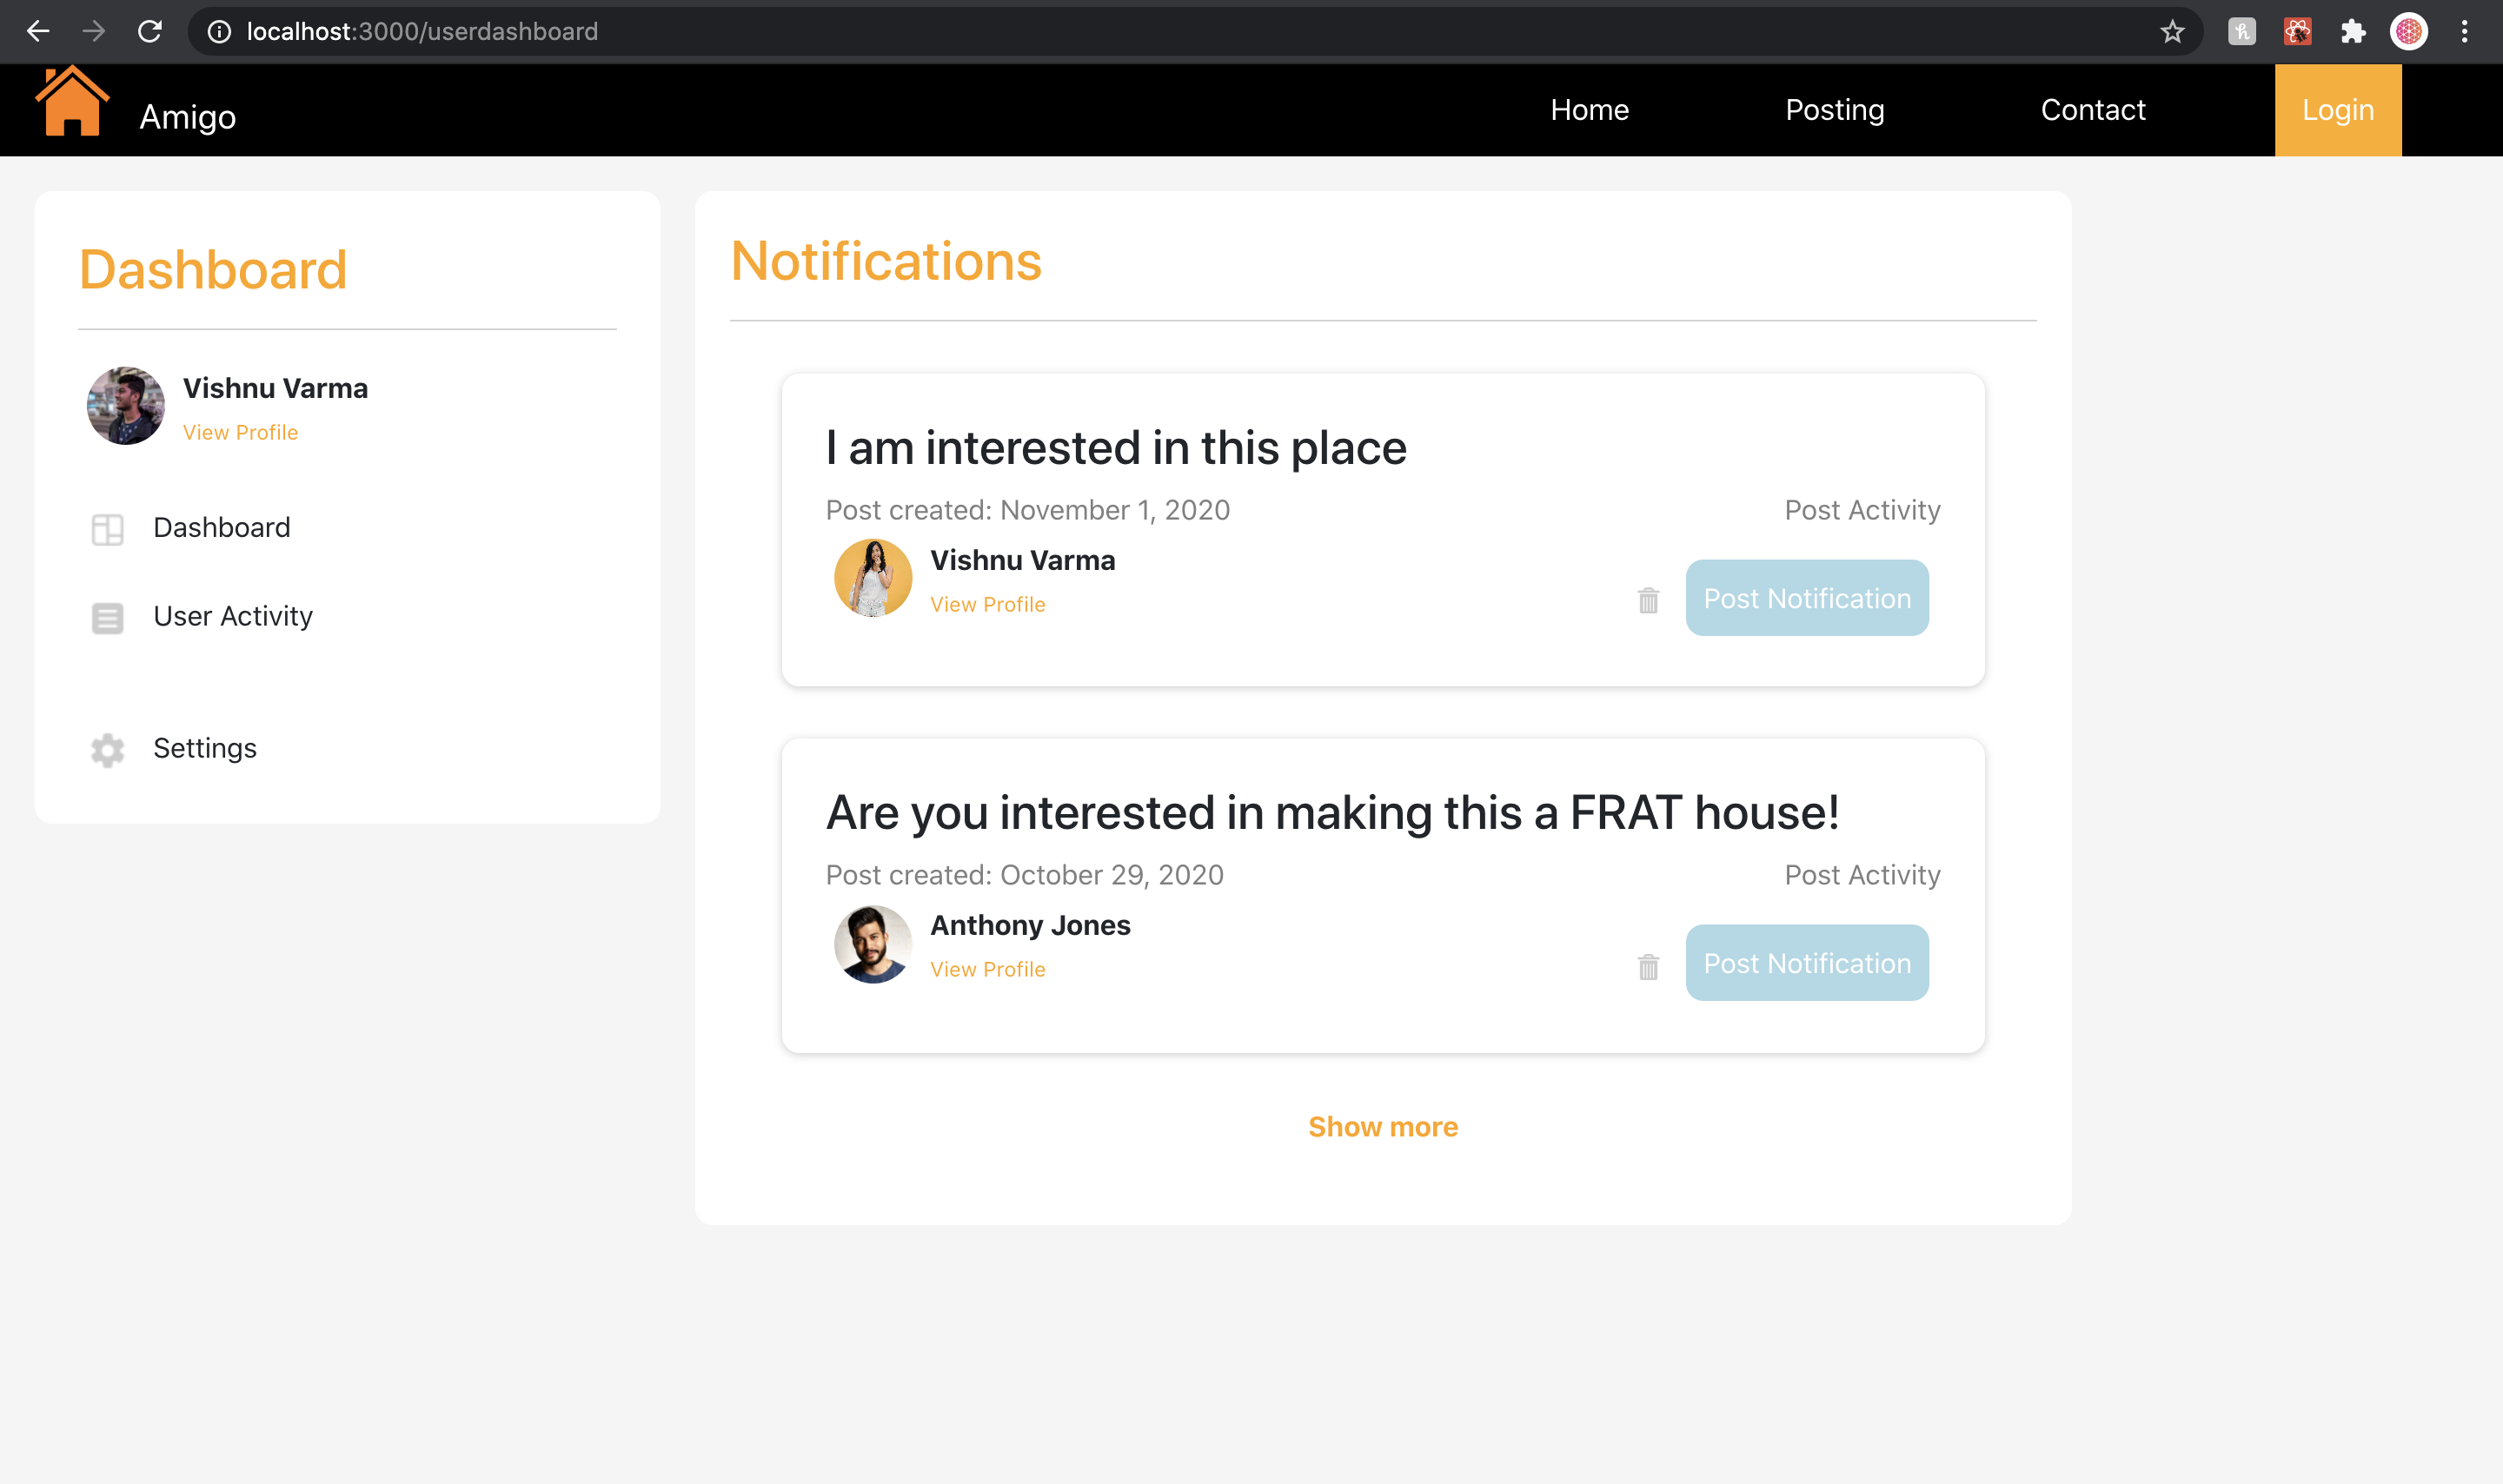 localhost:3000/userdashboard
Amigo
Home
Posting
Contact
Login
Dashboard
Vishnu Varma
View Profile
Dashboard
User Activity
Settings
Notifications
I am interested in this place
Post created: November 1, 2020
Post Activity
Vishnu Varma
View Profile
Post Notification
Are you interested in making this a FRAT house!
Post created: October 29, 2020
Post Activity
Anthony Jones
View Profile
Post Notification
Show more